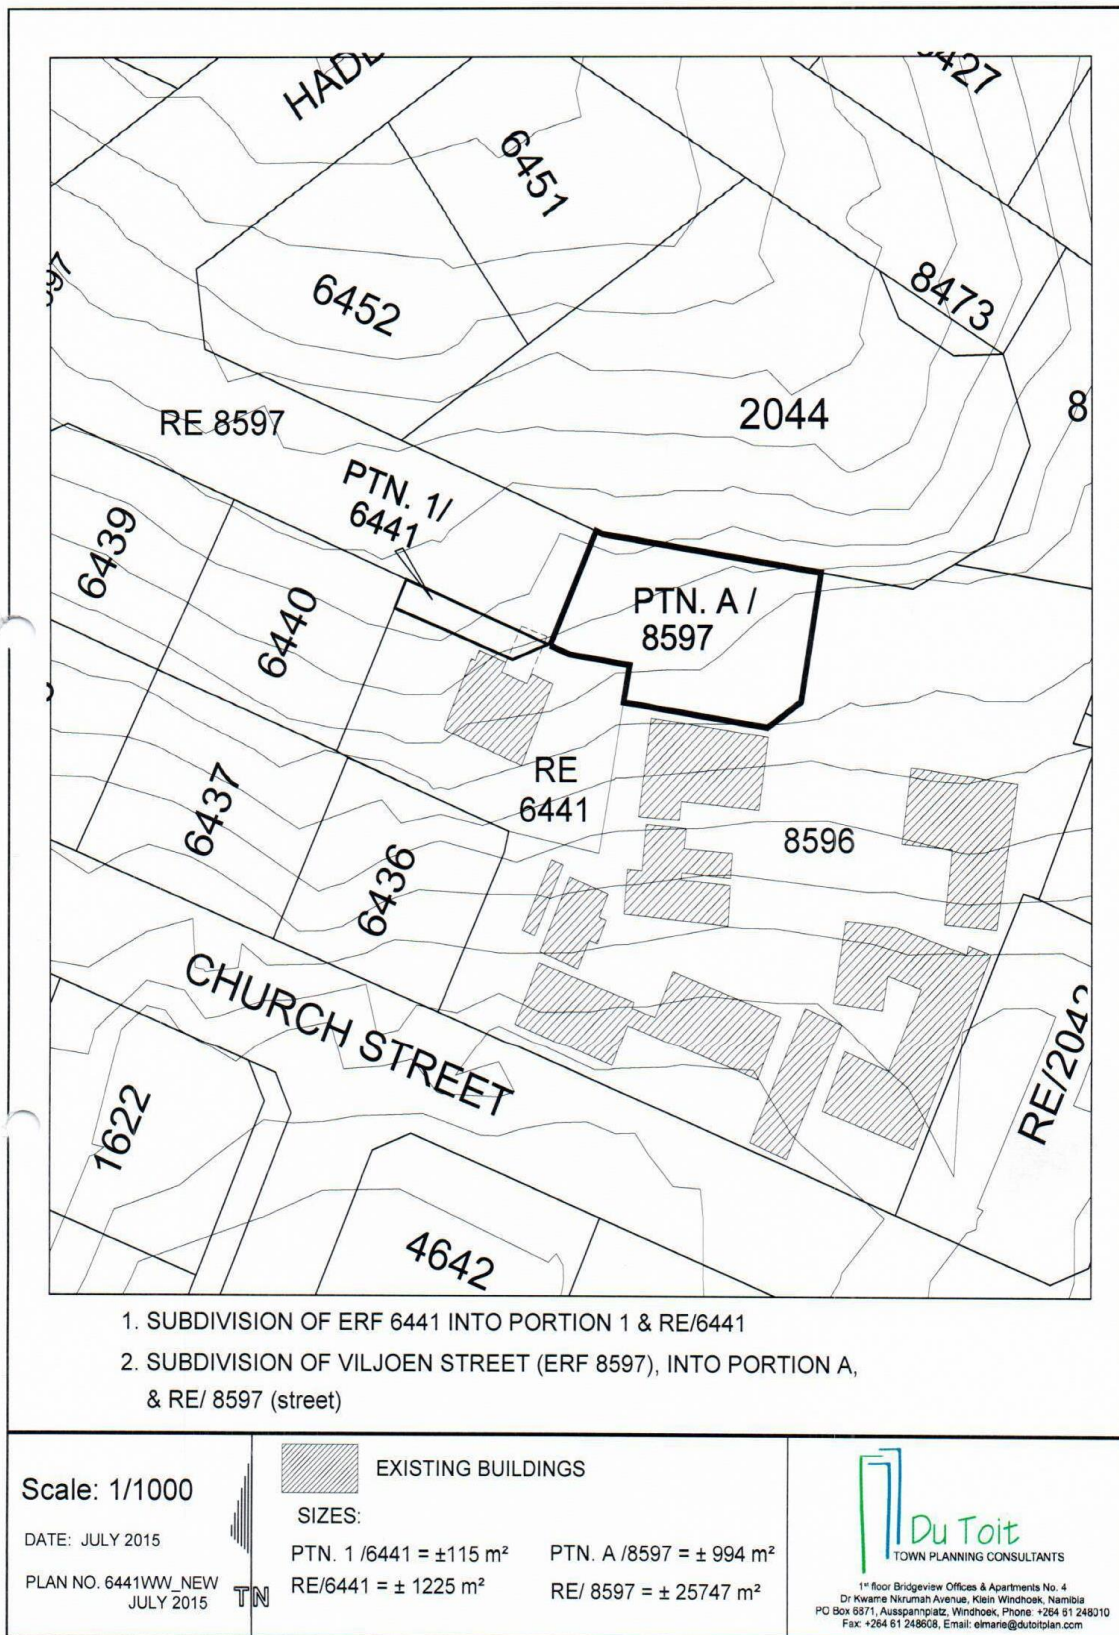 HADE
6427
6451
8473
6452
2044
8
RE 8597
PTN. 1/
6441
6439
6440
PTN. A /
8597
RE
6441
8596
6437
6436
CHURCH STREET
RE/2042
1622
4642
1. SUBDIVISION OF ERF 6441 INTO PORTION 1 & RE/6441
2. SUBDIVISION OF VILJOEN STREET (ERF 8597), INTO PORTION A,
& RE/ 8597 (street)
Scale: 1/1000
DATE: JULY 2015
PLAN NO. 6441WW_NEW
JULY 2015
TN
EXISTING BUILDINGS
SIZES:
PTN. 1 /6441 = ±115 m²
PTN. A /8597 = ± 994 m²
RE/6441 = ± 1225 m²
RE/ 8597 = ± 25747 m²
Du Toit
TOWN PLANNING CONSULTANTS
1st floor Bridgeview Offices & Apartments No. 4
Dr Kwame Nkrumah Avenue, Klein Windhoek, Namibia
PO Box 6871, Ausspannplatz, Windhoek, Phone: +264 61 248010
Fax: +264 61 248608, Email: elmarie@dutoitplan.com